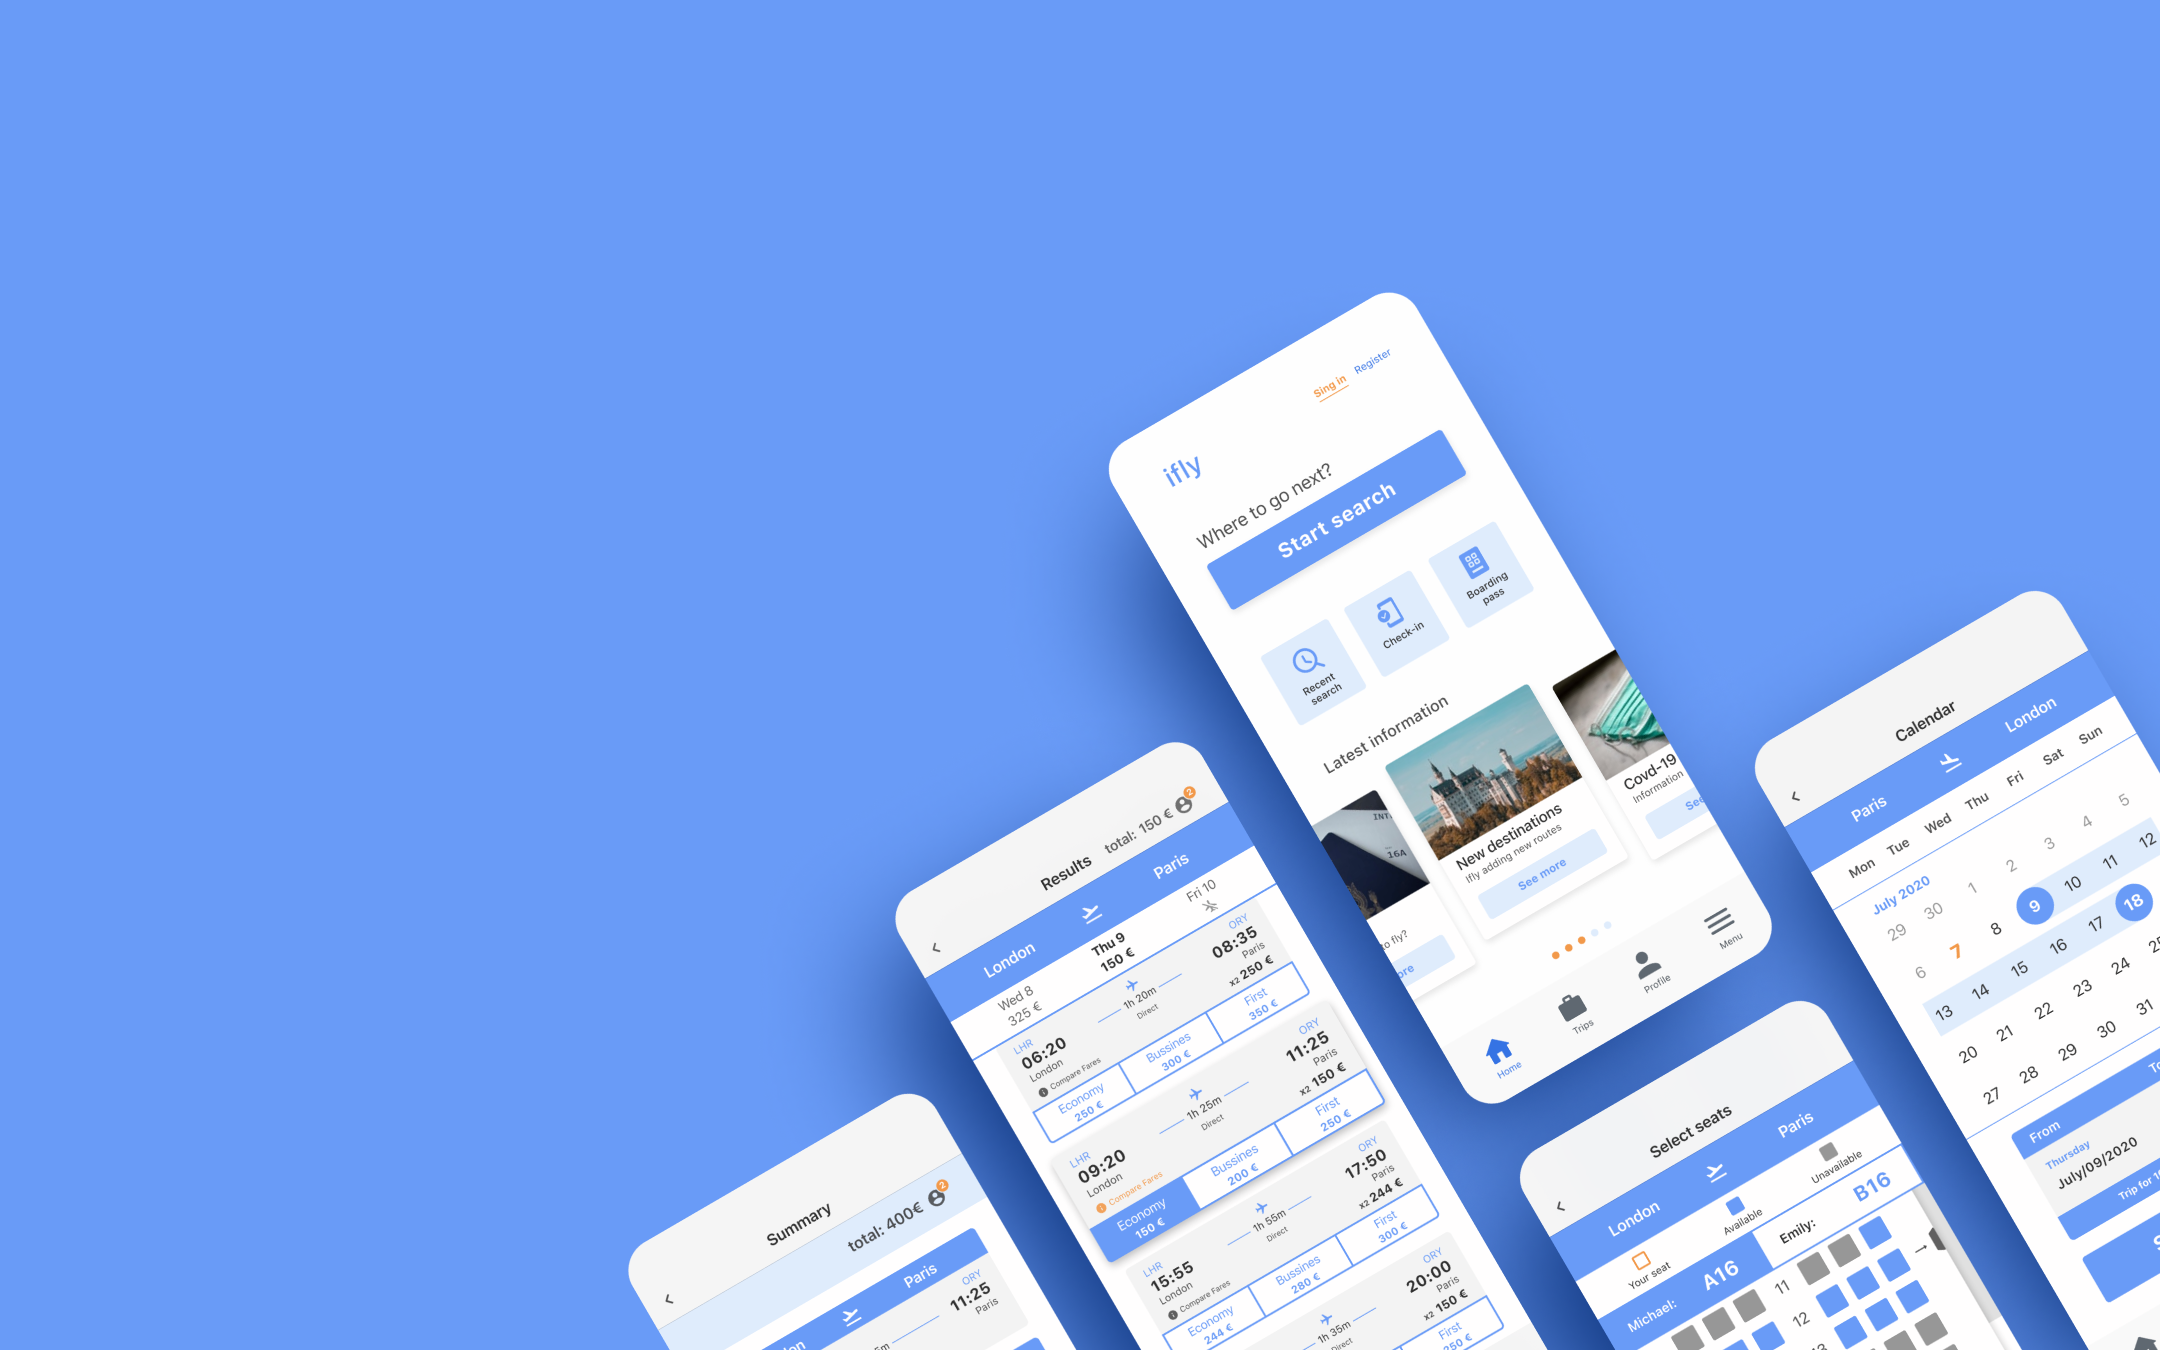 Sing in Register
ifly
Where to go next?
Start search
Recent
search
Check-in
Boarding
pass
Latest information
INT
16A
to fly?
New destinations
Ifly adding new routes
See more
Covd-19
Information
Home
Trips
Profile
Menu
Results
total: 150 €
2
London
Paris
Wed 8
325 €
Thu 9
150 €
Fri 10
LHR
06:20
London
Compare Fares
1h 20m
Direct
ORY
08:35
Paris
x2 250 €
Economy
250 €
Bussines
300 €
First
350 €
LHR
09:20
London
Compare Fares
1h 25m
Direct
ORY
11:25
Paris
x2 150 €
Economy
150 €
Bussines
200 €
First
250 €
LHR
15:55
London
Compare Fares
1h 55m
Direct
ORY
17:50
Paris
x2 244 €
Economy
244 €
Bussines
280 €
First
300 €
1h 35m
Direct
ORY
20:00
Paris
x2 150 €
First
Summary
total: 400€
2
Paris
ORY
11:25
Paris
Calendar
Paris
London
Mon Tue Wed Thu Fri Sat Sun
July 2020
29 30 1 2 3 4 5
6 7 8 9 10 11 12
13 14 15 16 17 18
20 21 22 23 24
27 28 29 30 31
From
Thursday
July/09/2020
Trip for
Select seats
London
Paris
Your seat
Available
Unavailable
Michael:
A16
Emily:
B16
11
12